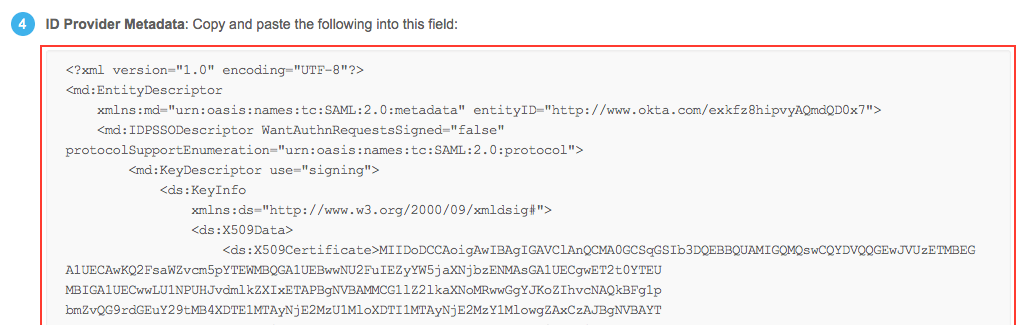 4 ID Provider Metadata: Copy and paste the following into this field:
<?xml version="1.0" encoding="UTF-8"?>
<md:EntityDescriptor
xmlns:md="urn:oasis:names:tc:SAML:2.0:metadata" entityID="http://www.okta.com/exkfz8hipvyAQmdQD0x7">
<md:IDPSSODescriptor WantAuthnRequestsSigned="false"
protocolSupportEnumeration="urn:oasis:names:tc:SAML:2.0:protocol">
<md:KeyDescriptor use="signing">
<ds:KeyInfo
xmlns:ds="http://www.w3.org/2000/09/xmldsig#">
<ds:X509Data>
<ds:X509Certificate>MIIDoDCCAoigAwIBAgIGAVClAnQCMA0GCSqGSIb3DQEBBQUAMIGQMQswCQYDVQQGEwJVUzETMBEG
A1UECAwKQ2FsaWZvcm5pYTEWMBQGA1UEBwwNU2FuIEZyYW5jaXNjbzENMAsGA1UECgwET2t0YTEU
MBIGA1UECwwLU1NPUHJvdmlkZXIxETAPBgNVBAMMCG1lZ2lkaXNoMRwwGgYJKoZIhvcNAQkBFg1p
bmZvQG9rdGEuY29tMB4XDTE1MTAyNjE2MzU1MloXDTI1MTAyNjE2MzY1MlowgZAxCzAJBgNVBAYT